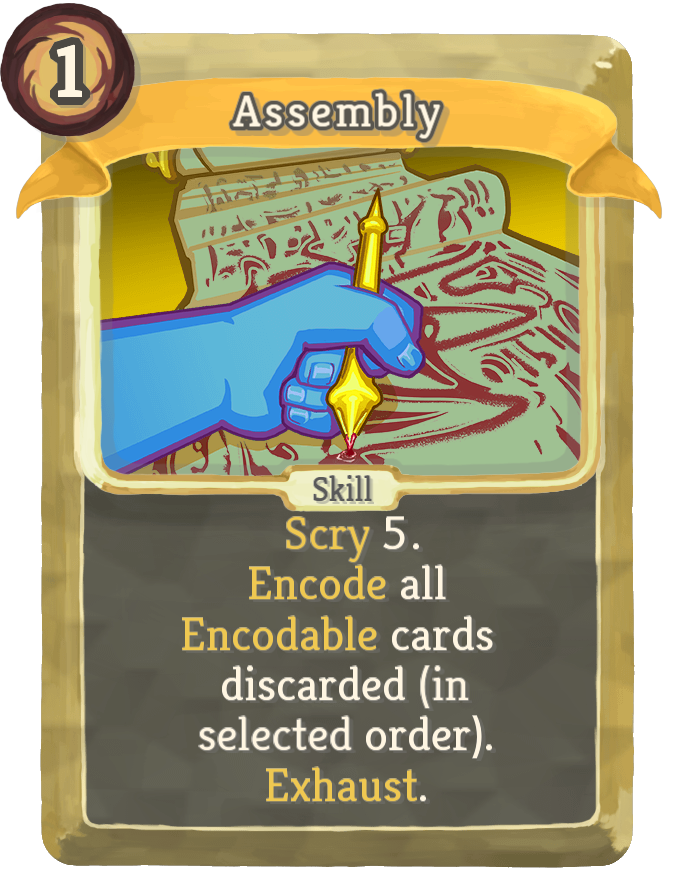 1
Assembly
Skill
Scry 5.
Encode all
Encodable cards
discarded (in
selected order).
Exhaust.